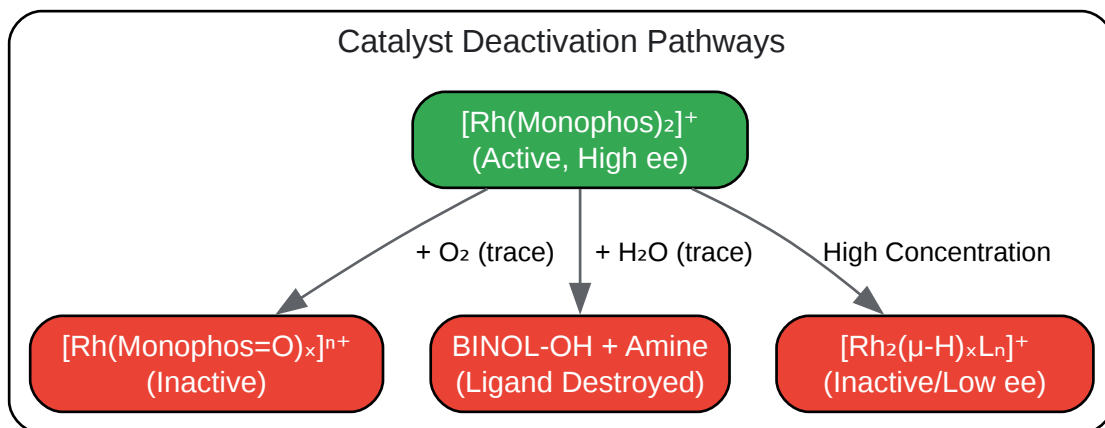 Catalyst Deactivation Pathways
[Rh(Monophos)₂]⁺
(Active, High ee)
+ O₂ (trace)
+ H₂O (trace)
High Concentration
[Rh(Monophos=O)ₓ]ⁿ⁺
(Inactive)
BINOL-OH + Amine
(Ligand Destroyed)
[Rh₂(μ-H)ₓLₙ]⁺
(Inactive/Low ee)